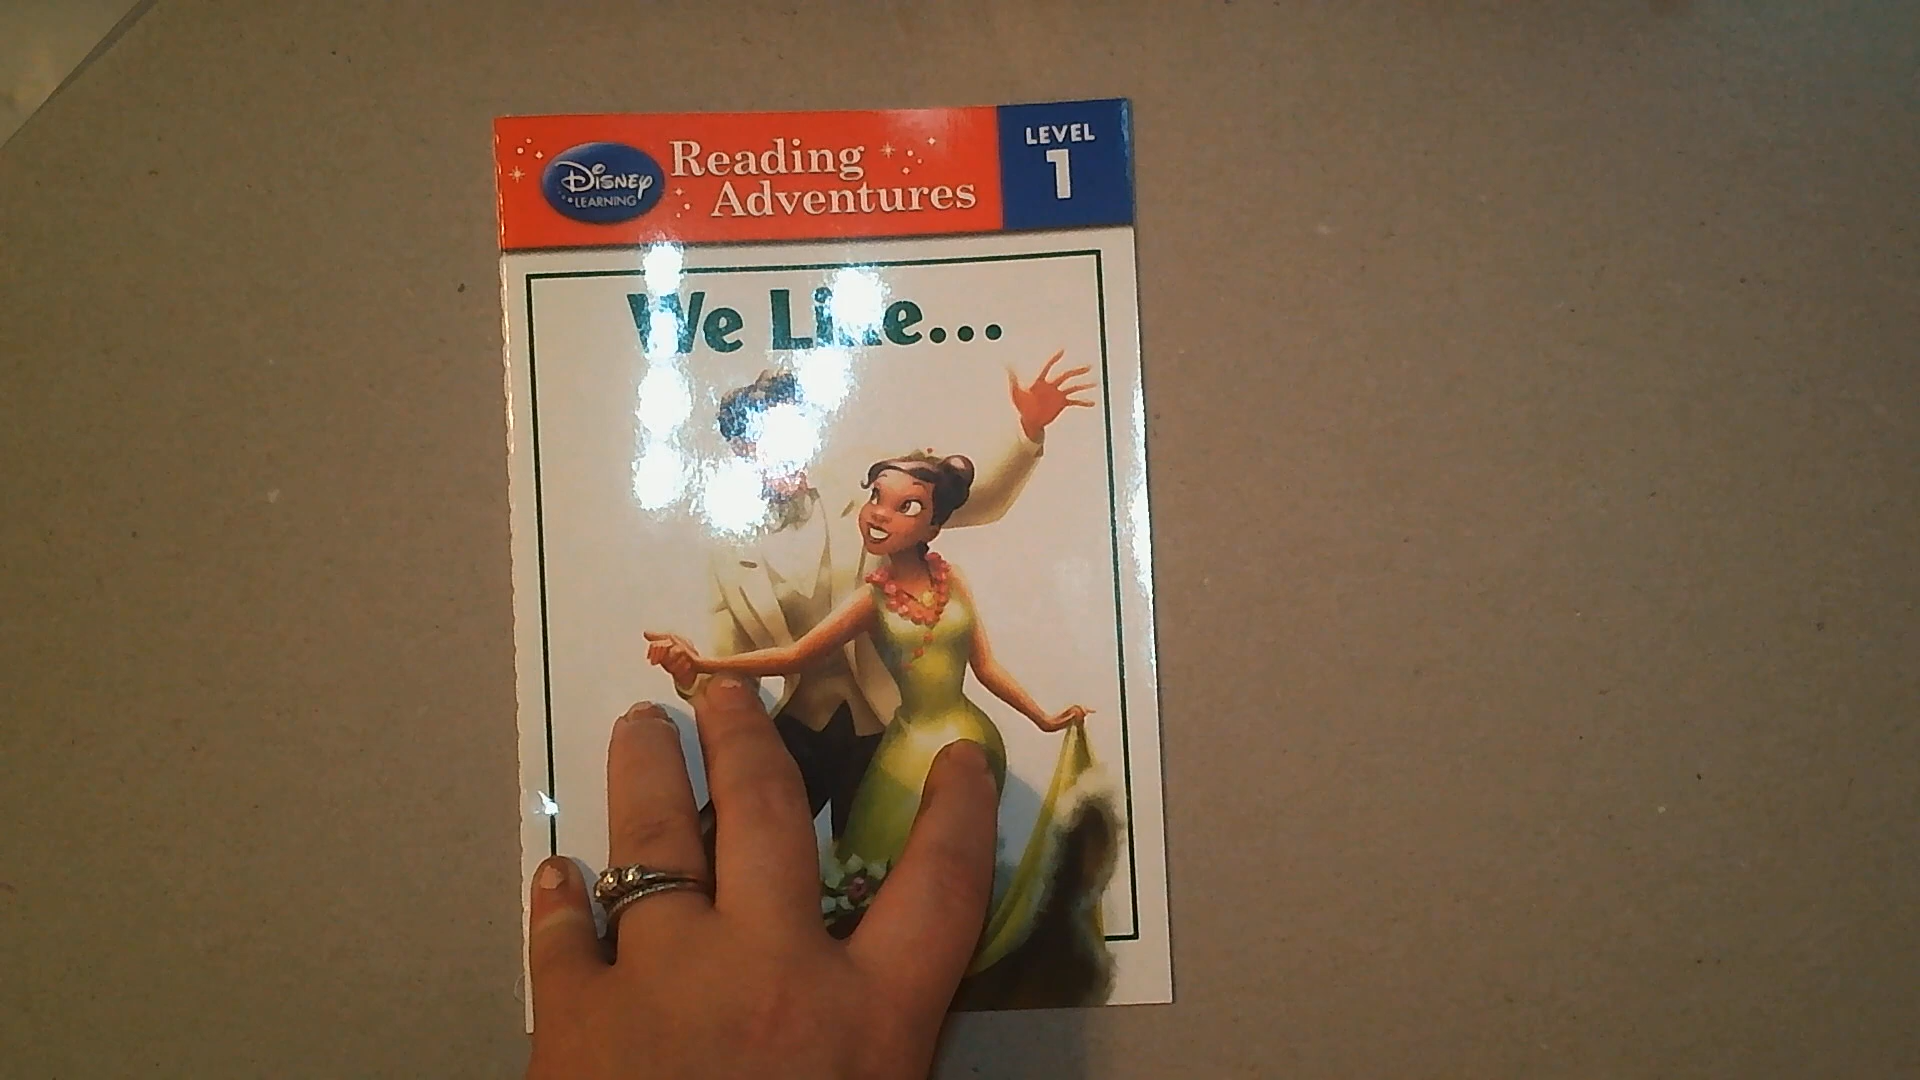 Disney
LEARNING
Reading
Adventures
LEVEL
1
We Like...